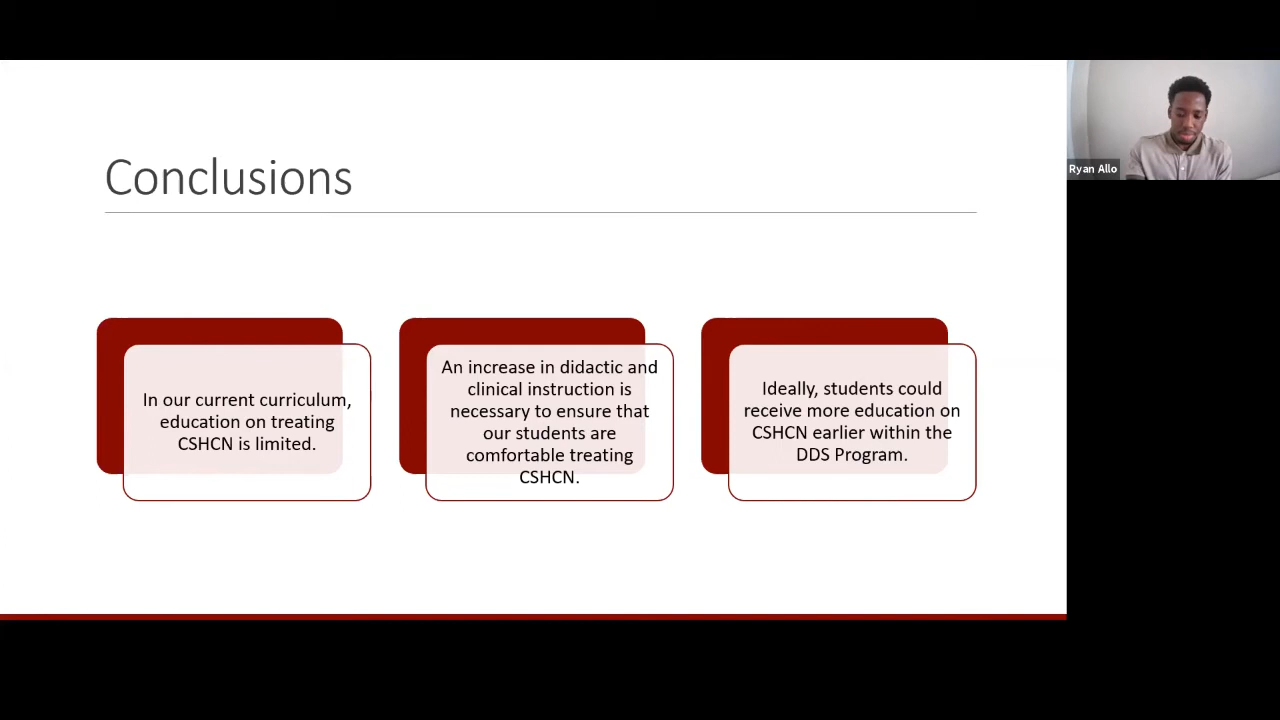 Conclusions
In our current curriculum,
education on treating
CSHCN is limited.
An increase in didactic and
clinical instruction is
necessary to ensure that
our students are
comfortable treating
CSHCN.
Ideally, students could
receive more education on
CSHCN earlier within the
DDS Program.
Ryan Allo